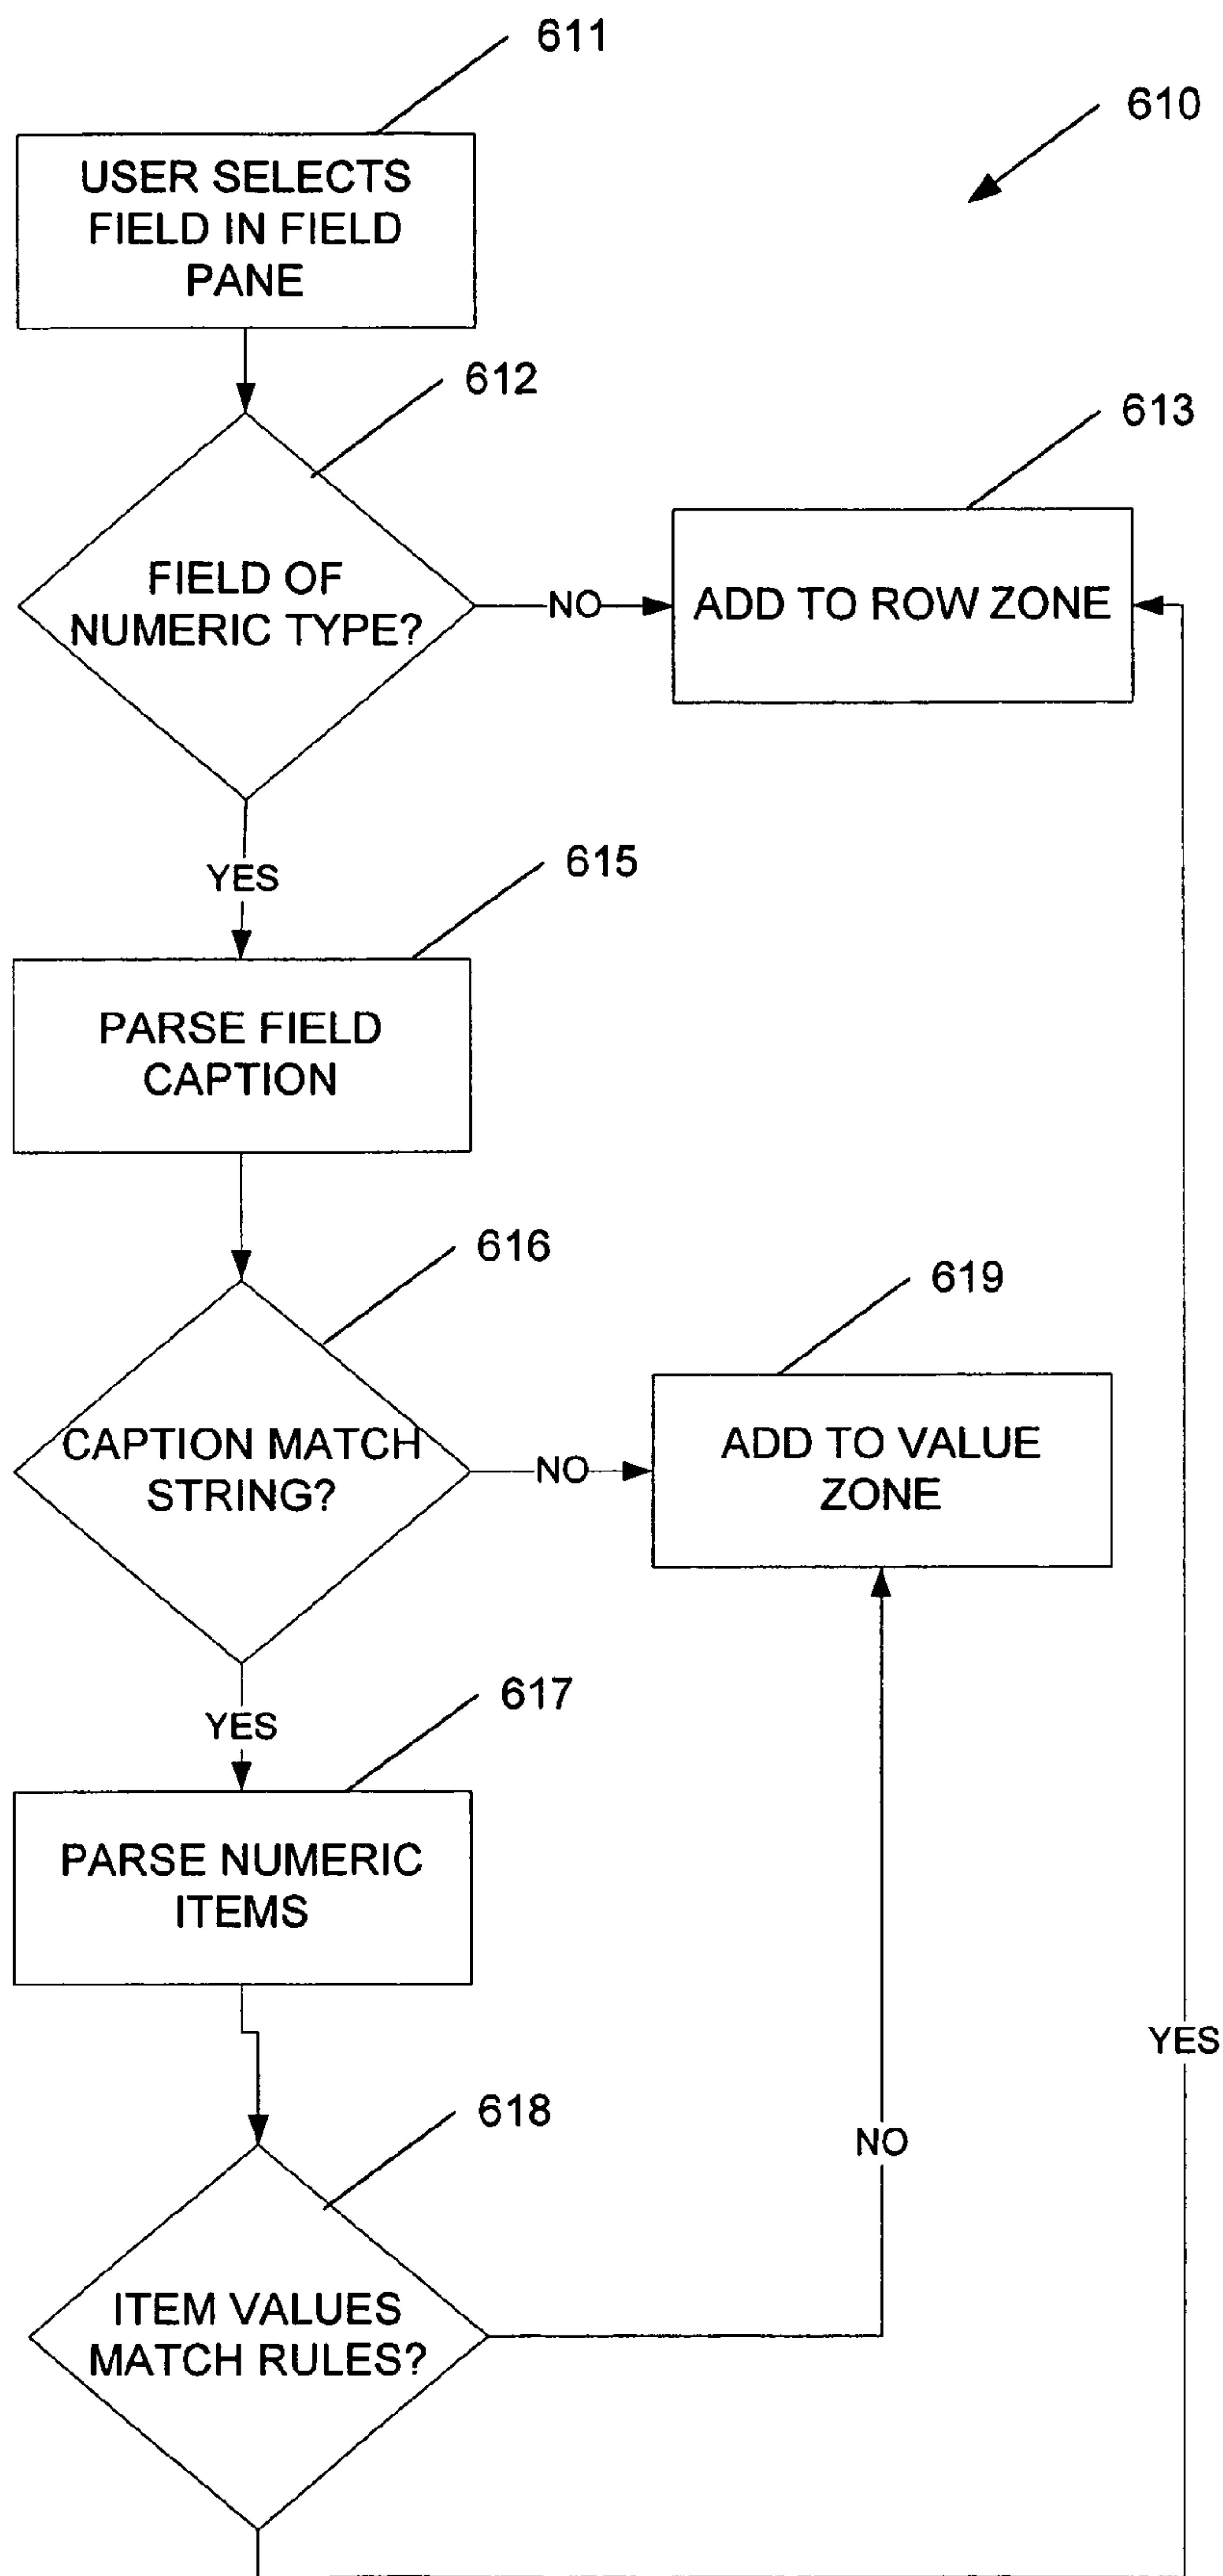 611
610
USER SELECTS
FIELD IN FIELD
PANE
612
613
FIELD OF
NUMERIC TYPE?
NO
ADD TO ROW ZONE
YES
615
PARSE FIELD
CAPTION
616
619
CAPTION MATCH
STRING?
NO
ADD TO VALUE
ZONE
YES
617
PARSE NUMERIC
ITEMS
YES
618
NO
ITEM VALUES
MATCH RULES?